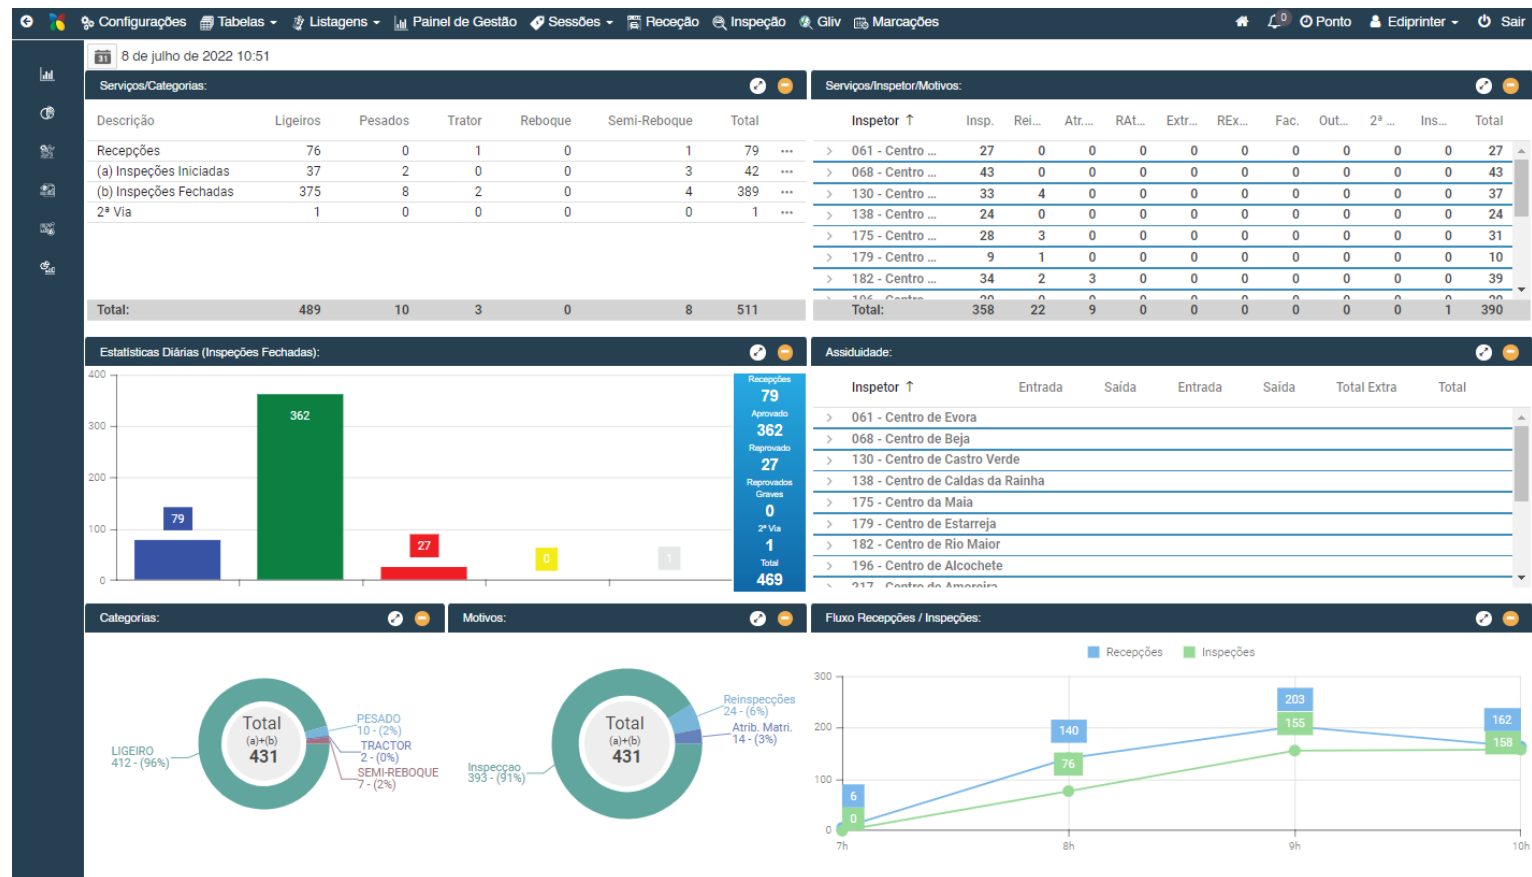 Configurações Tabelas Listagens Painel de Gestão Sessões Receção Inspeção Gliv Marcações 0 Ponto Ediprinter Sair
31 8 de julho de 2022 10:51
Serviços/Categorias:
Descrição Ligeiros Pesados Trator Reboque Semi-Reboque Total
Recepções 76 0 1 0 1 79 ...
(a) Inspeções Iniciadas 37 2 0 0 3 42 ...
(b) Inspeções Fechadas 375 8 2 0 4 389 ...
2ª Via 1 0 0 0 0 1 ...
Total: 489 10 3 0 8 511
Serviços/Inspetor/Motivos:
Inspetor ↑ Insp. Rei... Atr.... RAt... Extr... REx... Fac. Out... 2ª ... Ins... Total
> 061 - Centro ... 27 0 0 0 0 0 0 0 0 0 27
> 068 - Centro ... 43 0 0 0 0 0 0 0 0 0 43
> 130 - Centro ... 33 4 0 0 0 0 0 0 0 0 37
> 138 - Centro ... 24 0 0 0 0 0 0 0 0 0 24
> 175 - Centro ... 28 3 0 0 0 0 0 0 0 0 31
> 179 - Centro ... 9 1 0 0 0 0 0 0 0 0 10
> 182 - Centro ... 34 2 3 0 0 0 0 0 0 0 39
Total: 358 22 9 0 0 0 0 0 0 1 390
Estatísticas Diárias (Inspeções Fechadas):
400
300
200
100
0
79
362
27
0
1
Recepções
79
Aprovado
362
Reprovado
27
Reprovados
Graves
0
2ª Via
1
Total
469
Assiduidade:
Inspetor ↑ Entrada Saída Entrada Saída Total Extra Total
> 061 - Centro de Evora
> 068 - Centro de Beja
> 130 - Centro de Castro Verde
> 138 - Centro de Caldas da Rainha
> 175 - Centro da Maia
> 179 - Centro de Estarreja
> 182 - Centro de Rio Maior
> 196 - Centro de Alcochete
> 217 - Centro de Amoreira
Categorias:
Total
(a)+(b)
431
LIGEIRO
412 - (96%)
PESADO
10 - (2%)
TRACTOR
2 - (0%)
SEMI-REBOQUE
7 - (2%)
Motivos:
Total
(a)+(b)
431
Inspecçao
393 - (91%)
Reinspecções
24 - (6%)
Atrib. Matri.
14 - (3%)
Fluxo Recepções / Inspeções:
Recepções Inspeções
300
200
100
0
6
0
140
76
203
155
162
158
7h 8h 9h 10h